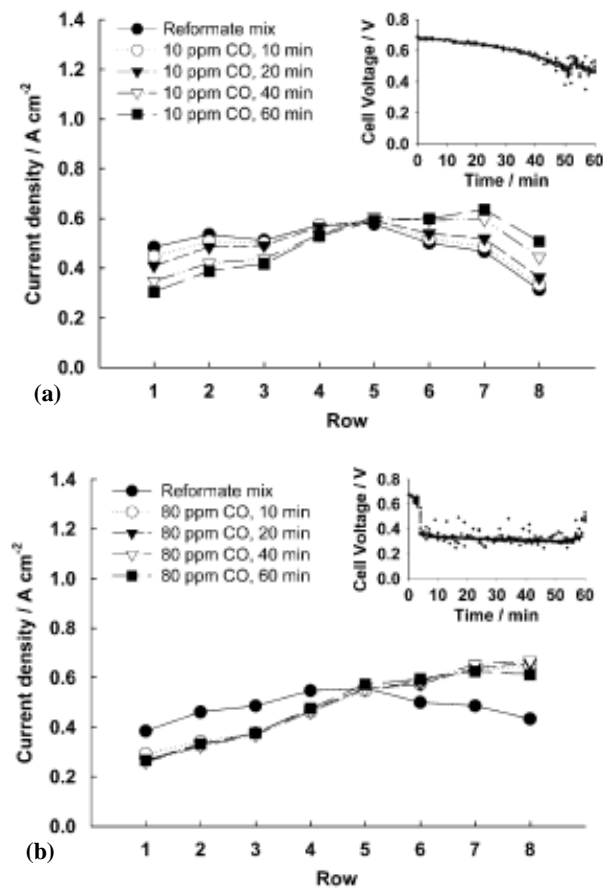 Reformate mix
10 ppm CO, 10 min
10 ppm CO, 20 min
10 ppm CO, 40 min
10 ppm CO, 60 min
Cell Voltage / V
0.8
0.6
0.4
0.2
0.0
0 10 20 30 40 50 60
Time / min
Current density / A cm-2
1.4
1.2
1.0
0.8
0.6
0.4
0.2
0.0
1 2 3 4 5 6 7 8
Row
(a)
Reformate mix
80 ppm CO, 10 min
80 ppm CO, 20 min
80 ppm CO, 40 min
80 ppm CO, 60 min
Cell Voltage / V
0.8
0.6
0.4
0.2
0.0
0 10 20 30 40 50 60
Time / min
Current density / A cm-2
1.4
1.2
1.0
0.8
0.6
0.4
0.2
0.0
1 2 3 4 5 6 7 8
Row
(b)